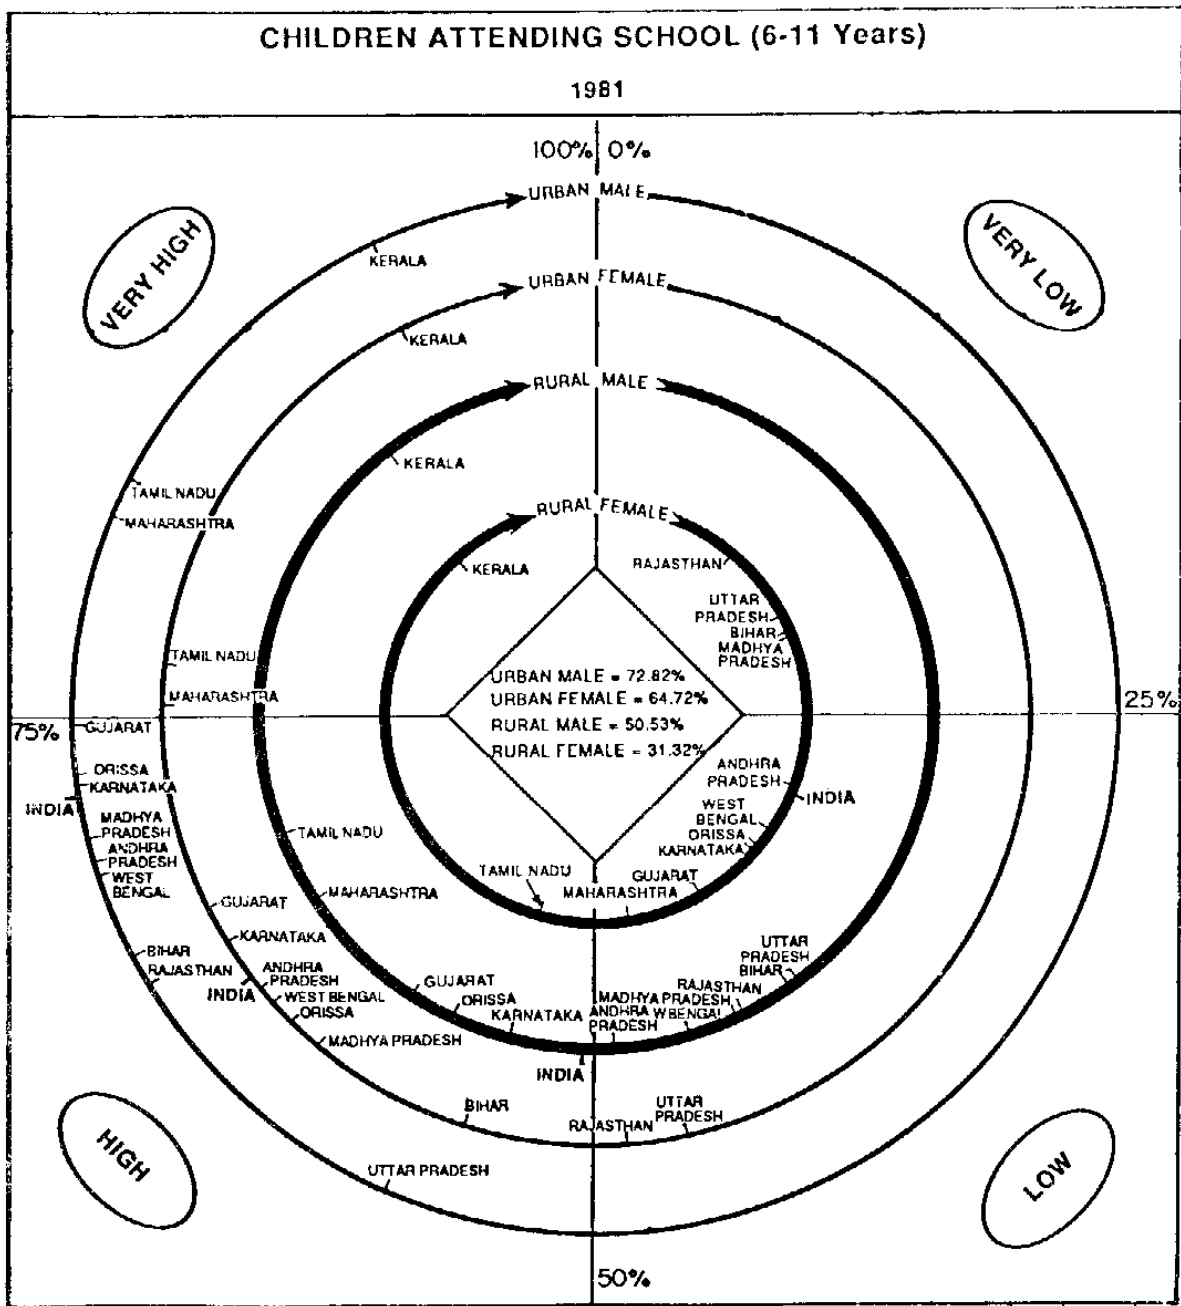 CHILDREN ATTENDING SCHOOL (6-11 Years)
1981
100% 0%
URBAN MALE
VERY HIGH
VERY LOW
KERALA
URBAN FEMALE
KERALA
RURAL MALE
KERALA
RURAL FEMALE
KERALA
RAJASTHAN
TAMIL NADU
MAHARASHTRA
UTTAR
PRADESH
BIHAR
MADHYA
PRADESH
TAMIL NADU
MAHARASHTRA
URBAN MALE = 72.82%
URBAN FEMALE = 64.72%
RURAL MALE = 50.53%
RURAL FEMALE = 31.32%
25%
75%
GUJARAT
ORISSA
KARNATAKA
INDIA
MADHYA
PRADESH
ANDHRA
PRADESH
WEST
BENGAL
ANDHRA
PRADESH
INDIA
WEST
BENGAL
ORISSA
KARNATAKA
GUJARAT
MAHARASHTRA
TAMIL NADU
TAMIL NADU
MAHARASHTRA
GUJARAT
KARNATAKA
BIHAR
RAJASTHAN
INDIA
ANDHRA
PRADESH
WEST BENGAL
ORISSA
MADHYA PRADESH
GUJARAT
ORISSA
KARNATAKA
INDIA
MADHYA PRADESH
ANDHRA
PRADESH
W.BENGAL
RAJASTHAN
UTTAR
PRADESH
BIHAR
BIHAR
RAJASTHAN
UTTAR
PRADESH
UTTAR PRADESH
HIGH
LOW
50%